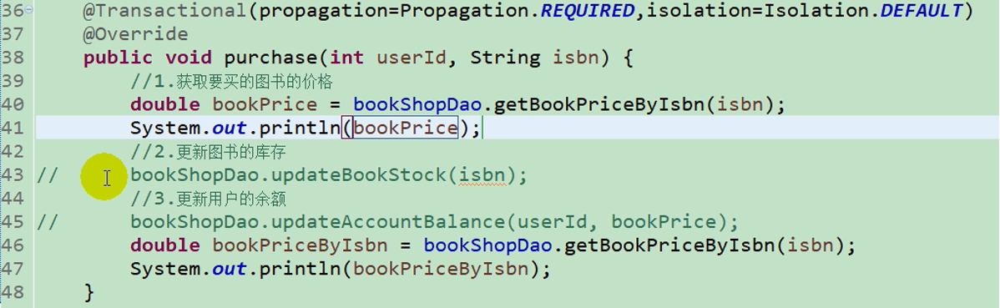 36 @Transactional(propagation=Propagation.REQUIRED,isolation=Isolation.DEFAULT)
37 @Override
38 public void purchase(int userId, String isbn) {
39 //1.获取要买的图书的价格
40 double bookPrice = bookShopDao.getBookPriceByIsbn(isbn);
41 System.out.println(bookPrice);
42 //2.更新图书的库存
43 // bookShopDao.updateBookStock(isbn);
44 //3.更新用户的余额
45 // bookShopDao.updateAccountBalance(userId, bookPrice);
46 double bookPriceByIsbn = bookShopDao.getBookPriceByIsbn(isbn);
47 System.out.println(bookPriceByIsbn);
48 }